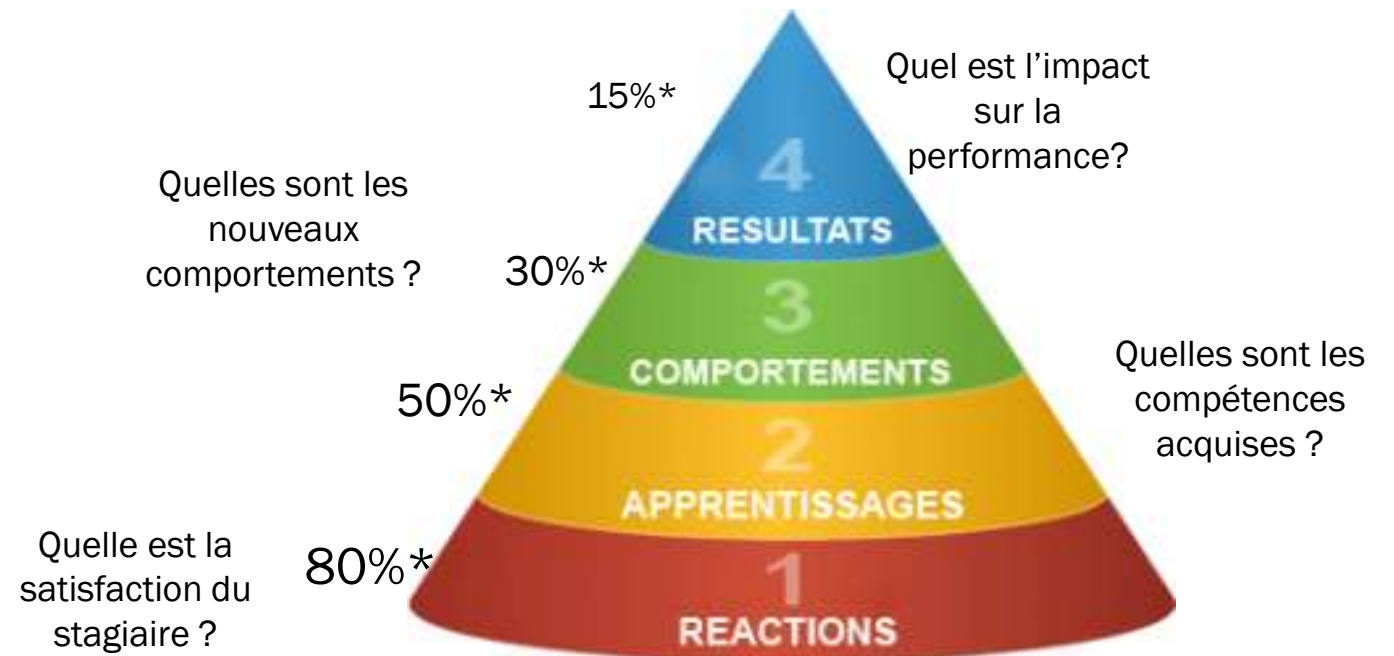 15%*
Quel est l’impact
sur la
performance?
4
RESULTATS
Quelles sont les
nouveaux
comportements ?
30%*
3
COMPORTEMENTS
50%*
Quelles sont les
compétences
acquises ?
2
APPRENTISSAGES
Quelle est la
satisfaction du
stagiaire ?
80%*
1
REACTIONS